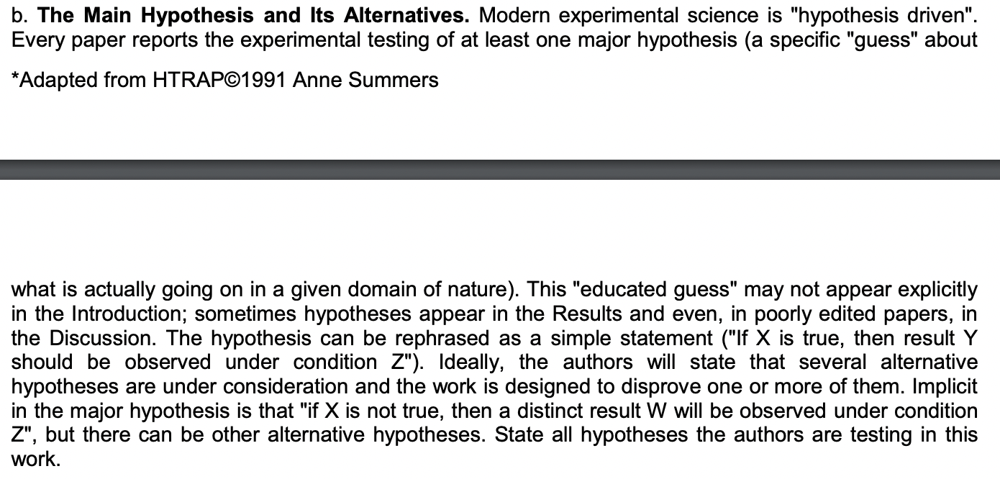 b. The Main Hypothesis and Its Alternatives. Modern experimental science is "hypothesis driven".
Every paper reports the experimental testing of at least one major hypothesis (a specific "guess" about
*Adapted from HTRAP©1991 Anne Summers
what is actually going on in a given domain of nature). This "educated guess" may not appear explicitly
in the Introduction; sometimes hypotheses appear in the Results and even, in poorly edited papers, in
the Discussion. The hypothesis can be rephrased as a simple statement ("If X is true, then result Y
should be observed under condition Z"). Ideally, the authors will state that several alternative
hypotheses are under consideration and the work is designed to disprove one or more of them. Implicit
in the major hypothesis is that "if X is not true, then a distinct result W will be observed under condition
Z", but there can be other alternative hypotheses. State all hypotheses the authors are testing in this
work.